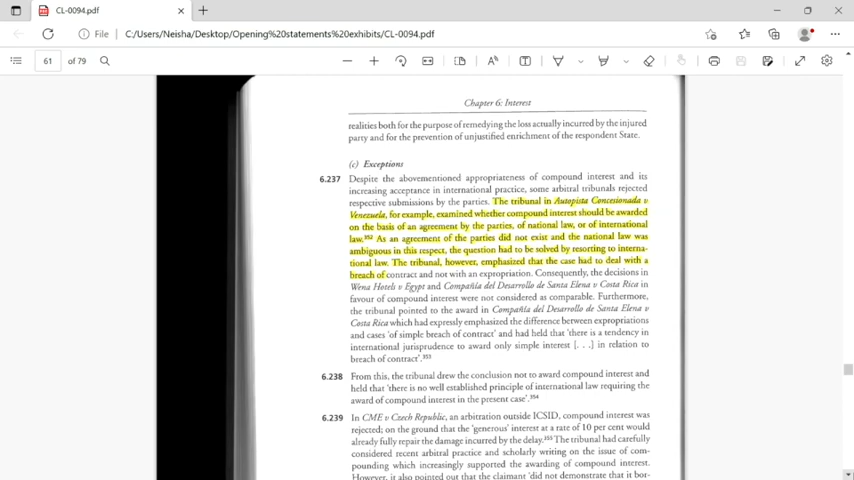 CL-0094.pdf
File
C:/Users/Neisha/Desktop/Opening%20statements%20exhibits/CL-0094.pdf
61 of 79
Chapter 6: Interest
realities both for the purpose of remedying the loss actually incurred by the injured
party and for the prevention of unjustified enrichment of the respondent State.
(c) Exceptions
6.237 Despite the abovementioned appropriateness of compound interest and its
increasing acceptance in international practice, some arbitral tribunals rejected
respective submissions by the parties. The tribunal in Autopista Concesionada v
Venezuela, for example, examined whether compound interest should be awarded
on the basis of an agreement by the parties, of national law, or of international
law.352 As an agreement of the parties did not exist and the national law was
ambiguous in this respect, the question had to be solved by resorting to interna-
tional law. The tribunal, however, emphasized that the case had to deal with a
breach of contract and not with an expropriation. Consequently, the decisions in
Wena Hotels v Egypt and Compañía del Desarrollo de Santa Elena v Costa Rica in
favour of compound interest were not considered as comparable. Furthermore,
the tribunal pointed to the award in Compañía del Desarrollo de Santa Elena v
Costa Rica which had expressly emphasized the difference between expropriations
and cases 'of simple breach of contract' and had held that 'there is a tendency in
international jurisprudence to award only simple interest [. . .] in relation to
breach of contract'.353
6.238 From this, the tribunal drew the conclusion not to award compound interest and
held that 'there is no well established principle of international law requiring the
award of compound interest in the present case'.354
6.239 In CME v Czech Republic, an arbitration outside ICSID, compound interest was
rejected; on the ground that the 'generous' interest at a rate of 10 per cent would
already fully repair the damage incurred by the delay.355 The tribunal had carefully
considered recent arbitral practice and scholarly writing on the issue of com-
pounding which increasingly supported the awarding of compound interest.
However, it also pointed out that the claimant 'did not demonstrate that it bor-